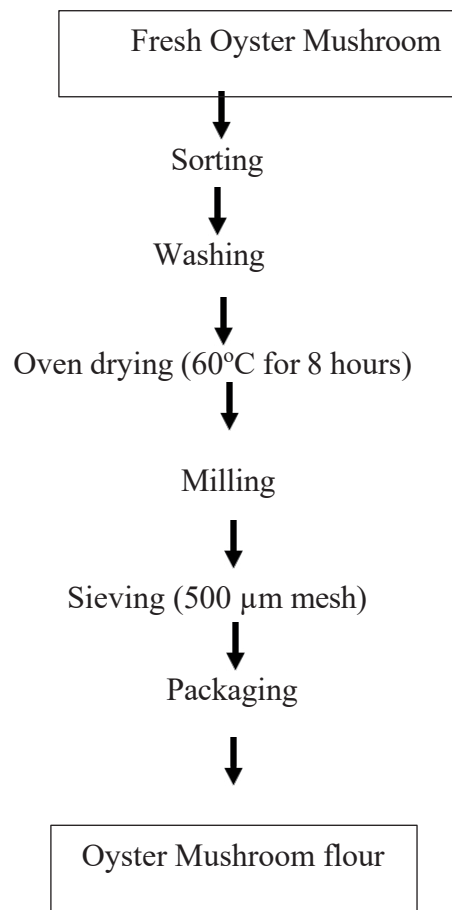 Fresh Oyster Mushroom
Sorting
Washing
Oven drying (60ºC for 8 hours)
Milling
Sieving (500 µm mesh)
Packaging
Oyster Mushroom flour